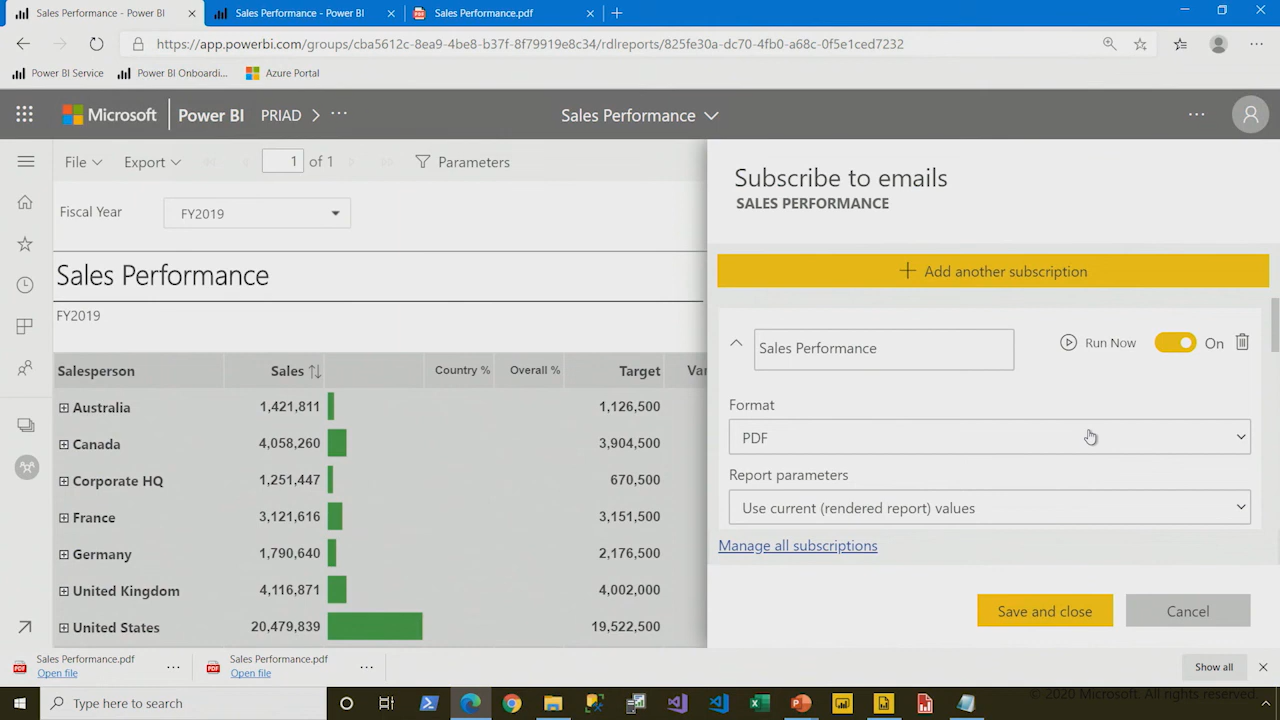 Sales Performance - Power BI
Sales Performance - Power BI
Sales Performance.pdf
https://app.powerbi.com/groups/cba5612c-8ea9-4be8-b37f-8f79919e8c34/rdlreports/825fe30a-dc70-4fb0-a68c-0f5e1ced7232
Power BI Service
Power BI Onboardi...
Azure Portal
Microsoft
Power BI
PRIAD
Sales Performance
File
Export
1 of 1
Parameters
Fiscal Year
FY2019
Sales Performance
FY2019
Salesperson Sales Country % Overall % Target Var
Australia 1,421,811 1,126,500
Canada 4,058,260 3,904,500
Corporate HQ 1,251,447 670,500
France 3,121,616 3,151,500
Germany 1,790,640 2,176,500
United Kingdom 4,116,871 4,002,000
United States 20,479,839 19,522,500
Subscribe to emails
SALES PERFORMANCE
Add another subscription
Sales Performance
Run Now
On
Format
PDF
Report parameters
Use current (rendered report) values
Manage all subscriptions
Save and close
Cancel
Sales Performance.pdf
Open file
Sales Performance.pdf
Open file
Show all
Type here to search
© 2020 Microsoft. All rights reserved.